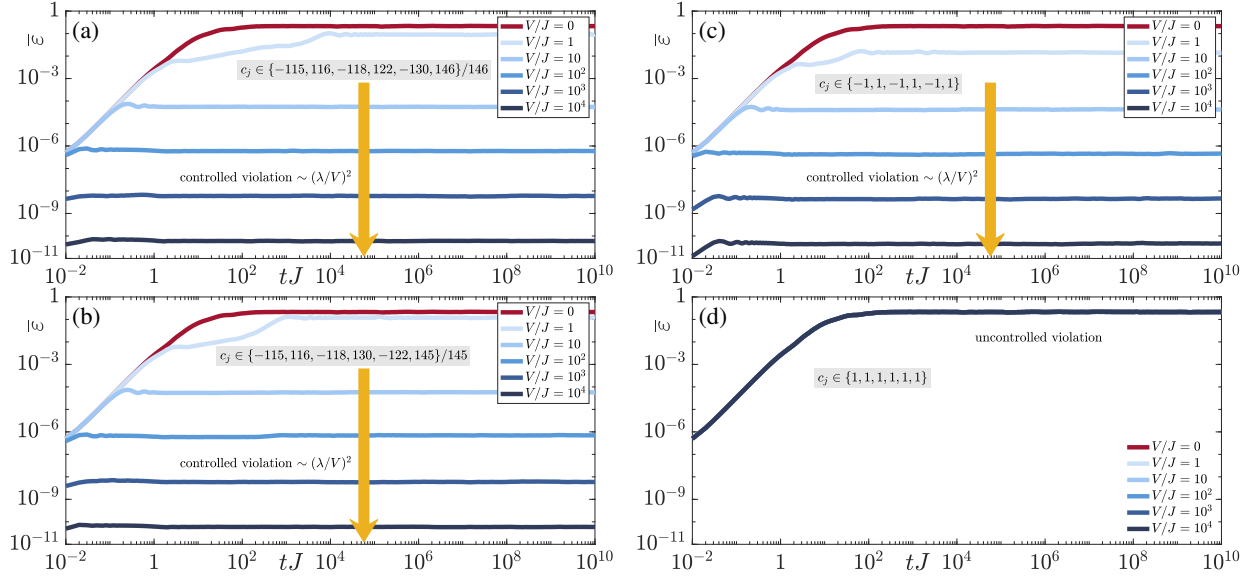 (a)
ε̅
1
10⁻³
10⁻⁶
10⁻⁹
10⁻¹¹
c_j ∈ {−115, 116, −118, 122, −130, 146}/146
controlled violation ∼ (λ/V)²
V/J = 0
V/J = 1
V/J = 10
V/J = 10²
V/J = 10³
V/J = 10⁴
10⁻² 1 10² tJ 10⁴ 10⁶ 10⁸ 10¹⁰
(c)
ε̅
1
10⁻³
10⁻⁶
10⁻⁹
10⁻¹¹
c_j ∈ {−1, 1, −1, 1, −1, 1}
controlled violation ∼ (λ/V)²
V/J = 0
V/J = 1
V/J = 10
V/J = 10²
V/J = 10³
V/J = 10⁴
10⁻² 1 10² tJ 10⁴ 10⁶ 10⁸ 10¹⁰
(b)
ε̅
1
10⁻³
10⁻⁶
10⁻⁹
10⁻¹¹
c_j ∈ {−115, 116, −118, 130, −122, 145}/145
controlled violation ∼ (λ/V)²
V/J = 0
V/J = 1
V/J = 10
V/J = 10²
V/J = 10³
V/J = 10⁴
10⁻² 1 10² tJ 10⁴ 10⁶ 10⁸ 10¹⁰
(d)
ε̅
1
10⁻³
10⁻⁶
10⁻⁹
10⁻¹¹
uncontrolled violation
c_j ∈ {1, 1, 1, 1, 1, 1}
V/J = 0
V/J = 1
V/J = 10
V/J = 10²
V/J = 10³
V/J = 10⁴
10⁻² 1 10² tJ 10⁴ 10⁶ 10⁸ 10¹⁰